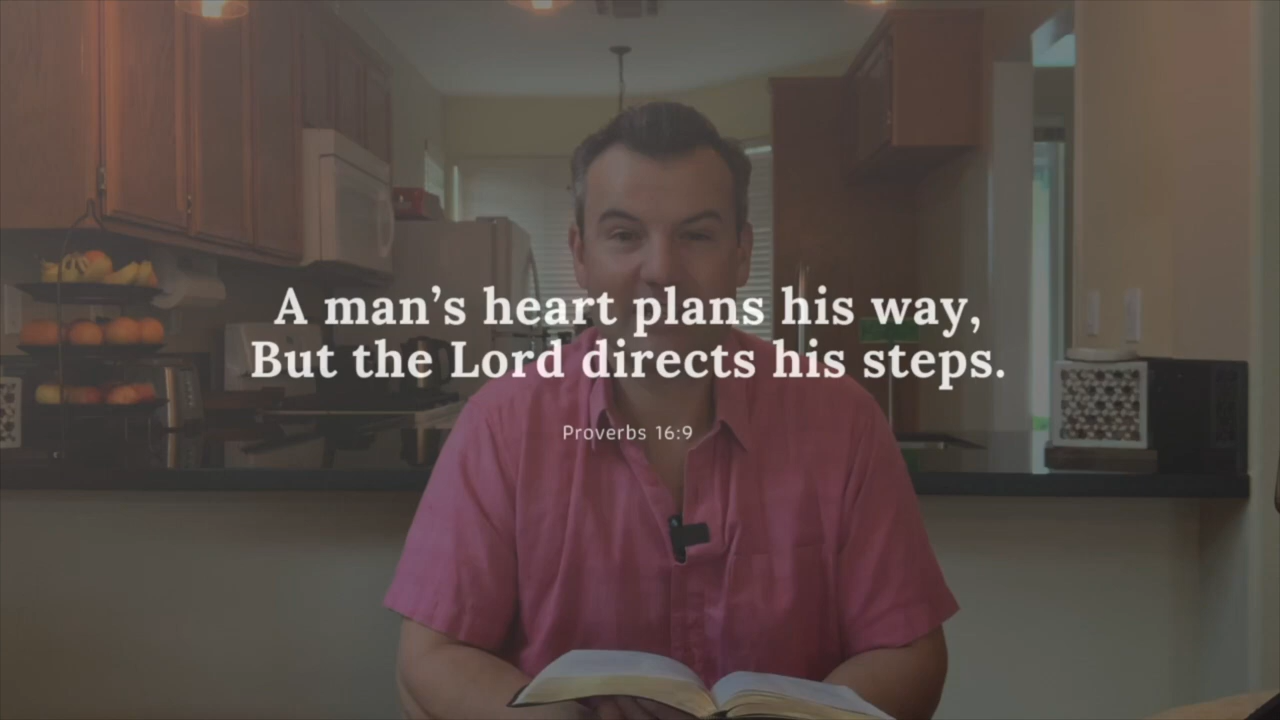 A man’s heart plans his way,
But the Lord directs his steps.
Proverbs 16:9